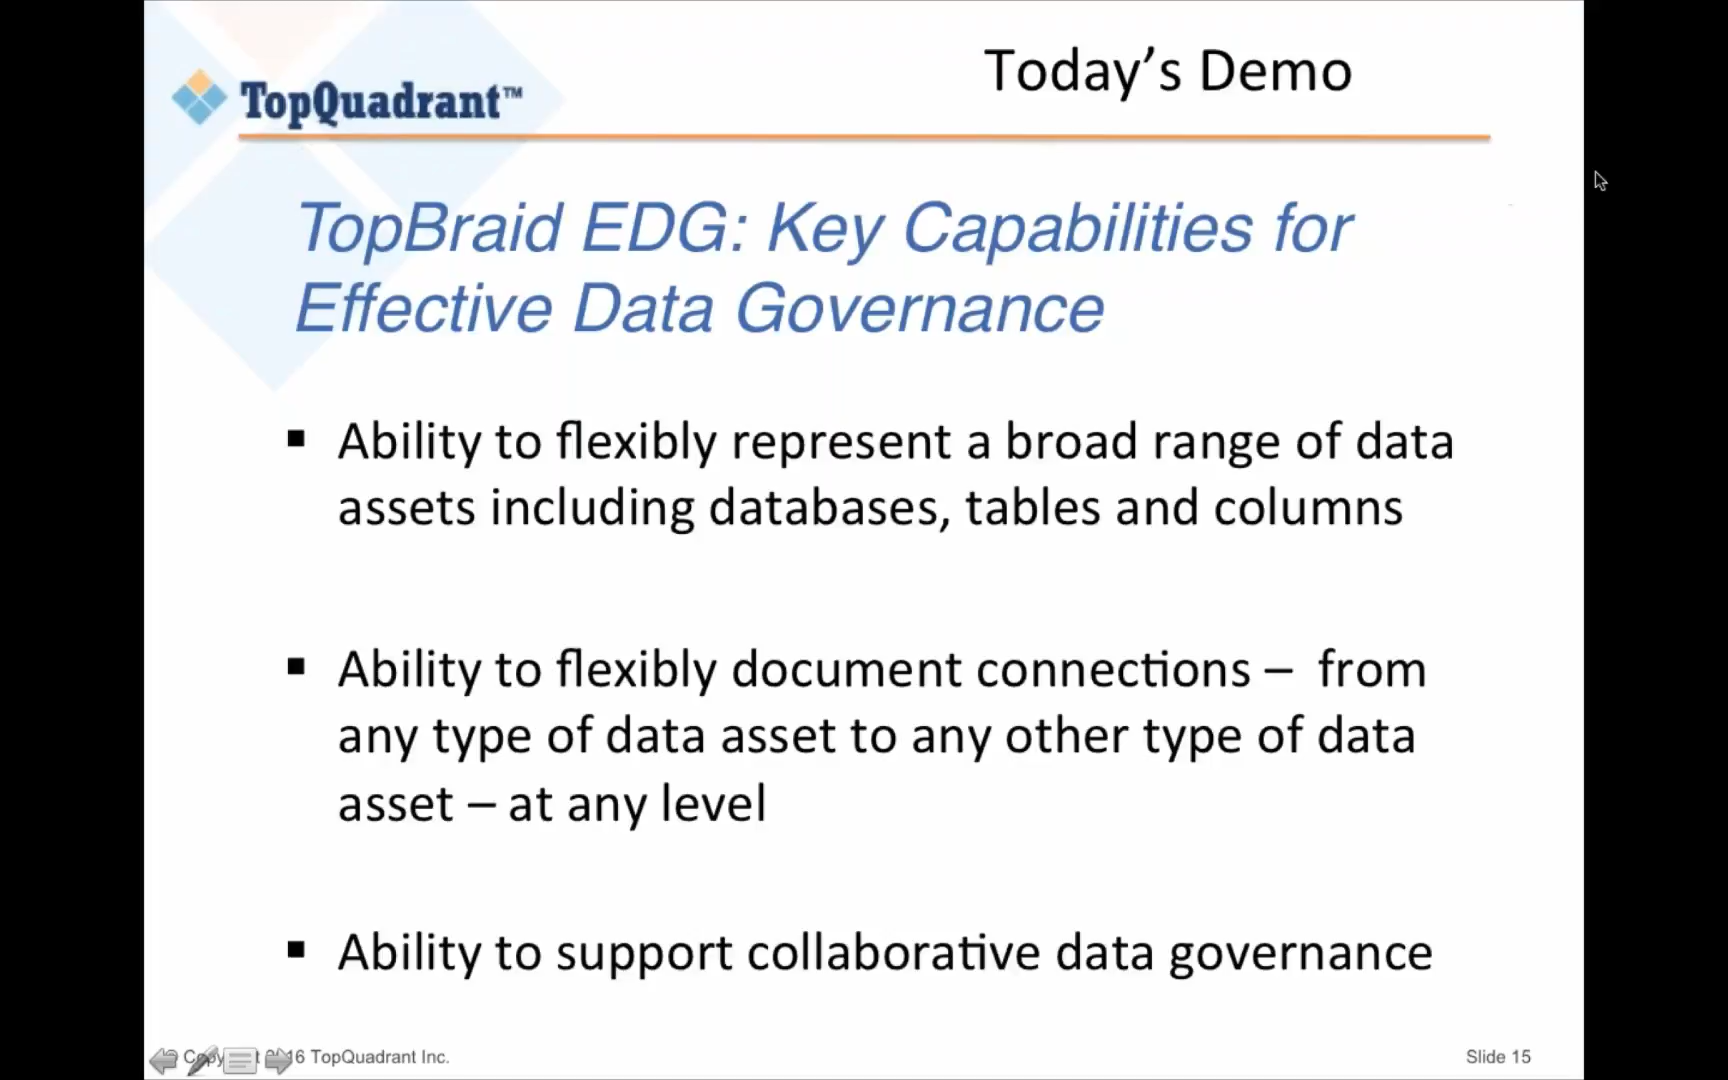 TopQuadrant™
Today's Demo
TopBraid EDG: Key Capabilities for
Effective Data Governance
▪ Ability to flexibly represent a broad range of data
assets including databases, tables and columns
▪ Ability to flexibly document connections – from
any type of data asset to any other type of data
asset – at any level
▪ Ability to support collaborative data governance
16 TopQuadrant Inc.
Slide 15